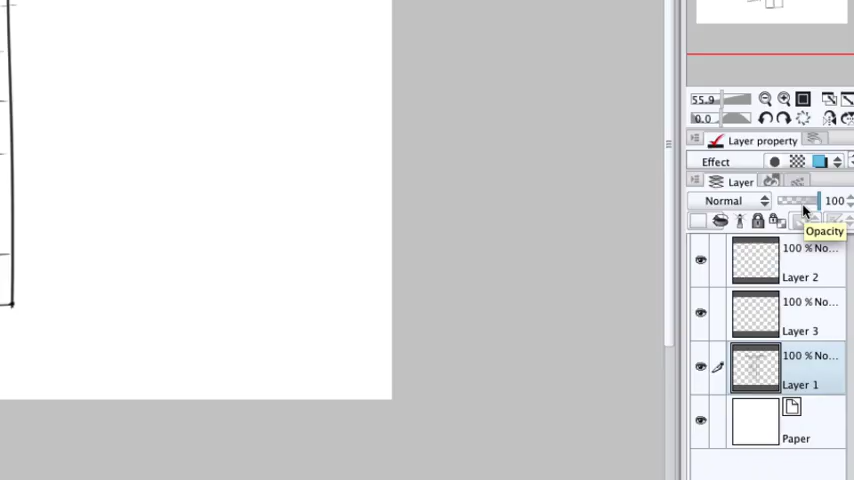 55.9
0.0
Layer property
Effect
Layer
Normal 100
Opacity
100 % No...
Layer 2
100 % No...
Layer 3
100 % No...
Layer 1
Paper